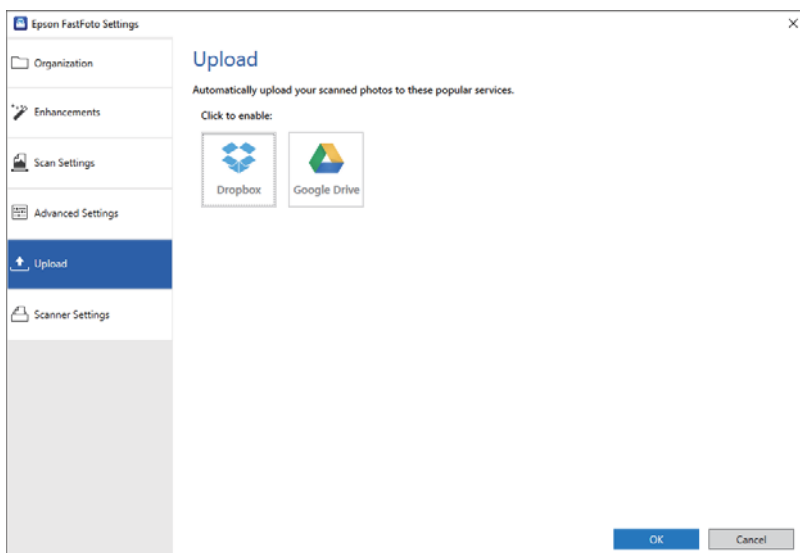 Epson FastFoto Settings
Organization
Enhancements
Scan Settings
Advanced Settings
Upload
Scanner Settings
Upload
Automatically upload your scanned photos to these popular services.
Click to enable:
Dropbox
Google Drive
OK
Cancel